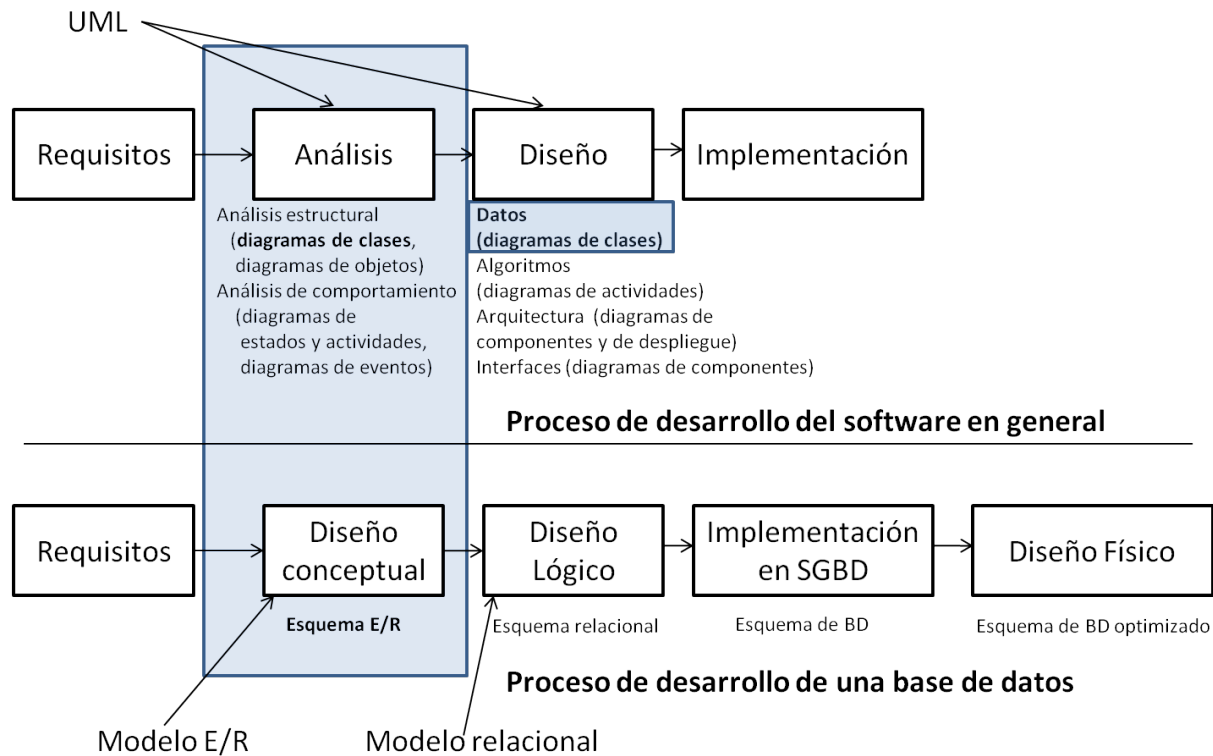 UML
Requisitos
Análisis
Diseño
Implementación
Análisis estructural
(diagramas de clases,
diagramas de objetos)
Análisis de comportamiento
(diagramas de
estados y actividades,
diagramas de eventos)
Datos
(diagramas de clases)
Algoritmos
(diagramas de actividades)
Arquitectura (diagramas de
componentes y de despliegue)
Interfaces (diagramas de componentes)
Proceso de desarrollo del software en general
Requisitos
Diseño
conceptual
Diseño
Lógico
Implementación
en SGBD
Diseño Físico
Esquema E/R
Esquema relacional
Esquema de BD
Esquema de BD optimizado
Proceso de desarrollo de una base de datos
Modelo E/R
Modelo relacional